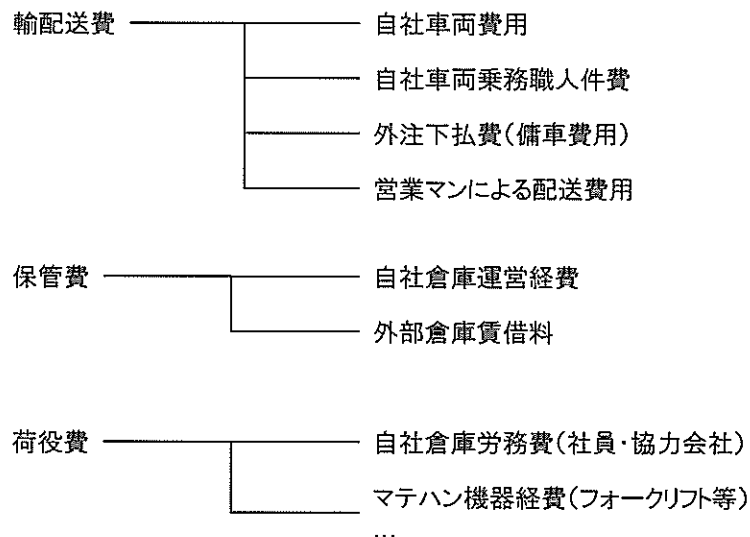 輸配送費
自社車両費用
自社車両乗務職人件費
外注下払費(傭車費用)
営業マンによる配送費用
保管費
自社倉庫運営経費
外部倉庫賃借料
荷役費
自社倉庫労務費(社員・協力会社)
マテハン機器経費(フォークリフト等)
…